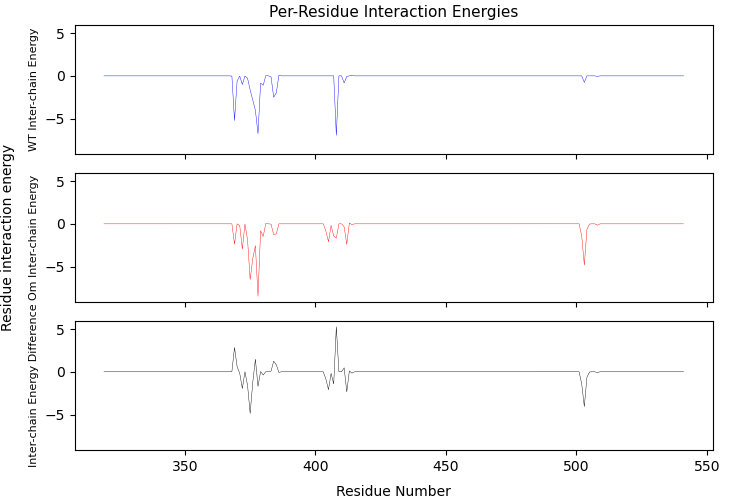 Per-Residue Interaction Energies
Residue interaction energy
WT Inter-chain Energy
5
0
−5
Om Inter-chain Energy
5
0
−5
Inter-chain Energy Difference
5
0
−5
350
400
450
500
550
Residue Number